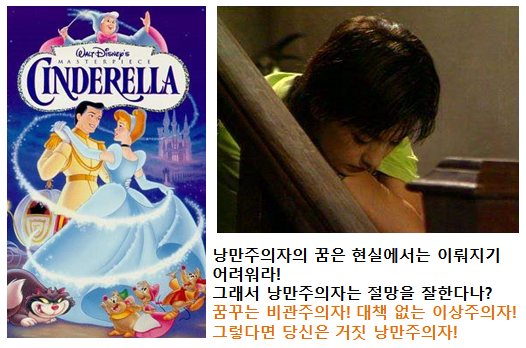 WALT DISNEY'S
MASTERPIECE
CINDERELLA
낭만주의자의 꿈은 현실에서는 이뤄지기
어려워라!
그래서 낭만주의자는 절망을 잘한다나?
꿈꾸는 비관주의자! 대책 없는 이상주의자!
그렇다면 당신은 거짓 낭만주의자!